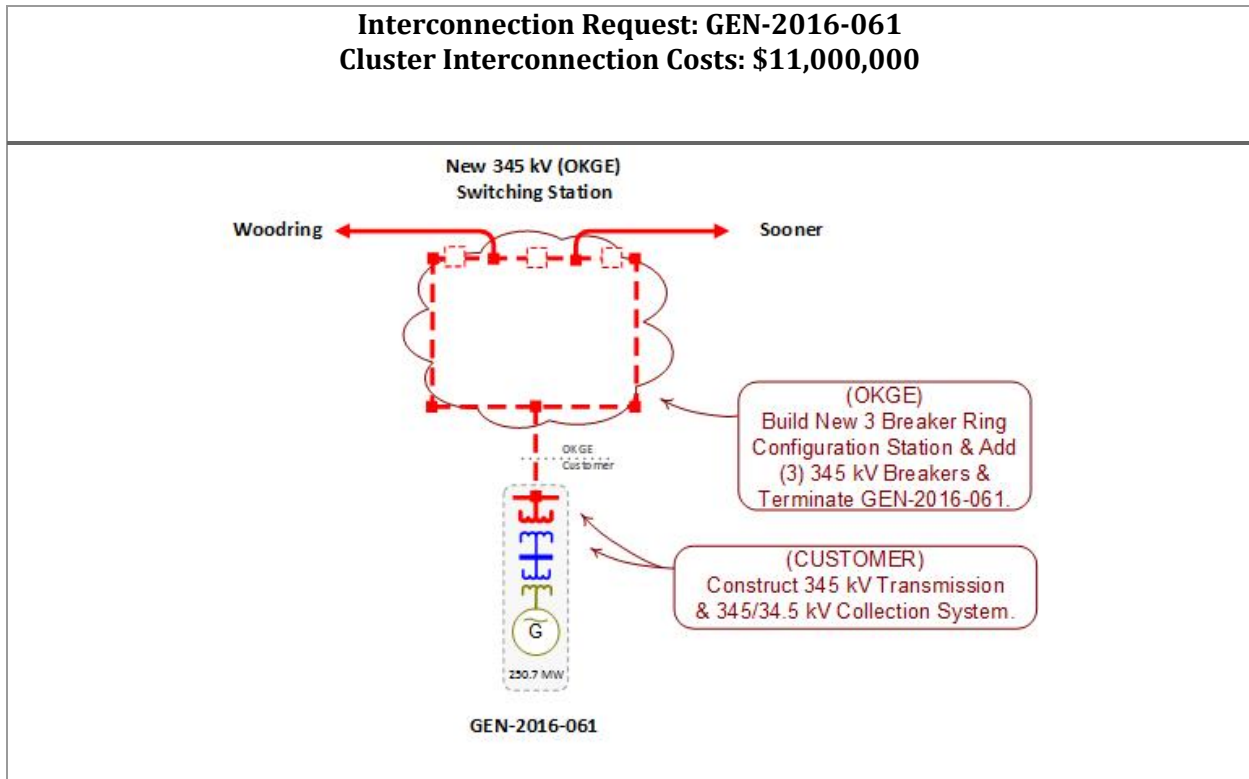 Interconnection Request: GEN-2016-061
Cluster Interconnection Costs: $11,000,000
New 345 kV (OKGE)
Switching Station
Woodring
Sooner
(OKGE)
Build New 3 Breaker Ring
Configuration Station & Add
(3) 345 kV Breakers &
Terminate GEN-2016-061.
OKGE
Customer
(CUSTOMER)
Construct 345 kV Transmission
& 345/34.5 kV Collection System.
G
250.7 MW
GEN-2016-061